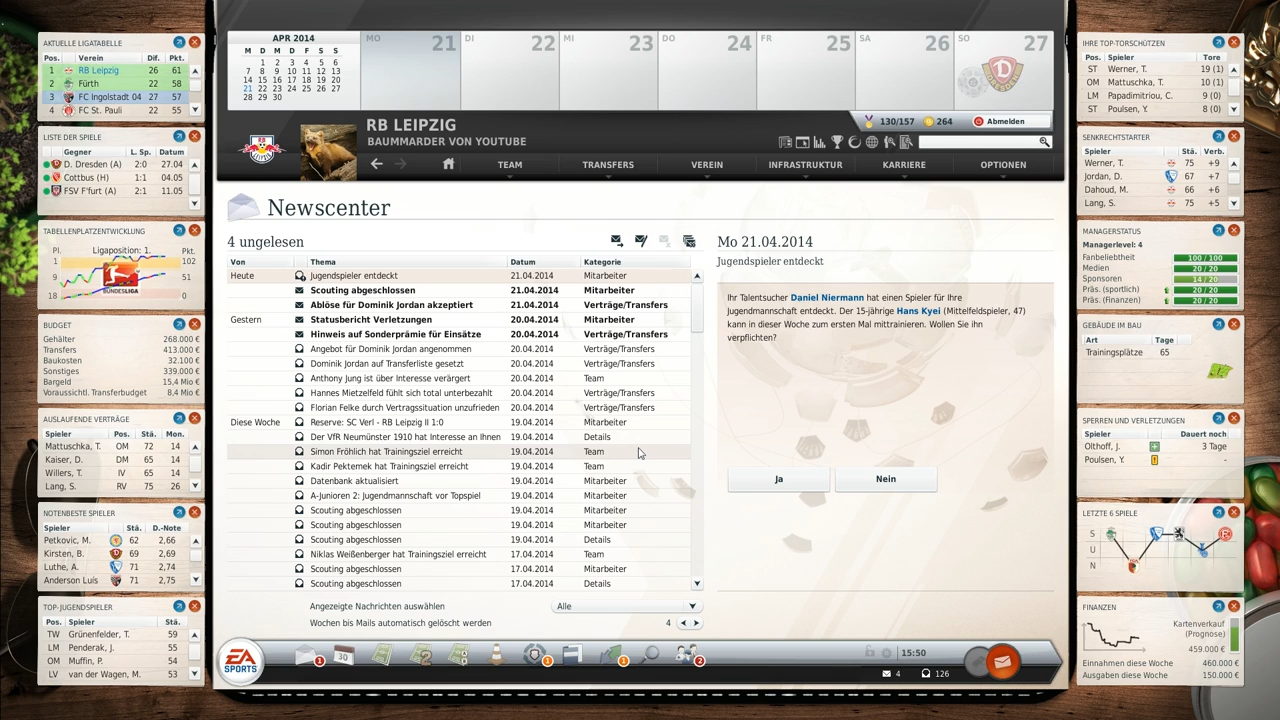 AKTUELLE LIGATABELLE
Pos. Verein Dif. Pkt.
1 RB Leipzig 26 61
2 Fürth 22 58
3 FC Ingolstadt 04 27 57
4 FC St. Pauli 22 55
LISTE DER SPIELE
Gegner L. Sp. Datum
D. Dresden (A) 2:0 27.04
Cottbus (H) 1:1 04.05
FSV F'furt (A) 2:1 11.05
TABELLENPLATZENTWICKLUNG
Pl. Ligaposition: 1. Pkt.
1 102
9 51
18 0
BUNDESLIGA
BUDGET
Gehälter 268.000 €
Transfers 413.000 €
Baukosten 32.100 €
Sonstiges 339.000 €
Bargeld 15,4 Mio €
Voraussichtl. Transferbudget 8,4 Mio €
AUSLAUFENDE VERTRÄGE
Spieler Pos. Stä. Mon.
Mattuschka, T. OM 72 14
Kaiser, D. DM 65 14
Willers, T. IV 65 14
Lang, S. RV 75 26
NOTENBESTE SPIELER
Spieler Stä. D.-Note
Petkovic, M. 62 2,66
Kirsten, B. 69 2,69
Luthe, A. 71 2,74
Anderson Luís 71 2,75
TOP-JUGENDSPIELER
Pos. Spieler Stä.
TW Grünenfelder, T. 59
LM Penderak, J. 55
OM Muffin, P. 54
LV van der Wagen, M. 53
APR 2014
M D M D F S S
1 2 3 4 5 6
7 8 9 10 11 12 13
14 15 16 17 18 19 20
21 22 23 24 25 26 27
28 29 30
MO 21 DI 22 MI 23 DO 24 FR 25 SA 26 SO 27
130/157 264 Abmelden
RB LEIPZIG
BAUMMARDER VON YOUTUBE
TEAM TRANSFERS VEREIN INFRASTRUKTUR KARRIERE OPTIONEN
Newscenter
4 ungelesen
Von Thema Datum Kategorie
Heute Jugendspieler entdeckt 21.04.2014 Mitarbeiter
Scouting abgeschlossen 21.04.2014 Mitarbeiter
Ablöse für Dominik Jordan akzeptiert 21.04.2014 Verträge/Transfers
Gestern Statusbericht Verletzungen 20.04.2014 Mitarbeiter
Hinweis auf Sonderprämie für Einsätze 20.04.2014 Verträge/Transfers
Angebot für Dominik Jordan angenommen 20.04.2014 Verträge/Transfers
Dominik Jordan auf Transferliste gesetzt 20.04.2014 Verträge/Transfers
Anthony Jung ist über Interesse verärgert 20.04.2014 Team
Hannes Mietzelfeld fühlt sich total unterbezahlt 20.04.2014 Verträge/Transfers
Florian Felke durch Vertragssituation unzufrieden 20.04.2014 Verträge/Transfers
Diese Woche Reserve: SC Verl - RB Leipzig II 1:0 19.04.2014 Mitarbeiter
Der VfR Neumünster 1910 hat Interesse an Ihnen 19.04.2014 Details
Simon Fröhlich hat Trainingsziel erreicht 19.04.2014 Team
Kadir Pektemek hat Trainingsziel erreicht 19.04.2014 Team
Datenbank aktualisiert 19.04.2014 Mitarbeiter
A-Junioren 2: Jugendmannschaft vor Topspiel 19.04.2014 Mitarbeiter
Scouting abgeschlossen 19.04.2014 Mitarbeiter
Scouting abgeschlossen 19.04.2014 Mitarbeiter
Scouting abgeschlossen 19.04.2014 Details
Niklas Weißenberger hat Trainingsziel erreicht 17.04.2014 Team
Scouting abgeschlossen 17.04.2014 Mitarbeiter
Scouting abgeschlossen 17.04.2014 Details
Angezeigte Nachrichten auswählen Alle
Wochen bis Mails automatisch gelöscht werden 4
Mo 21.04.2014
Jugendspieler entdeckt
Ihr Talentsucher Daniel Niermann hat einen Spieler für Ihre
Jugendmannschaft entdeckt. Der 15-jährige Hans Kyei (Mittelfeldspieler, 47)
kann in dieser Woche zum ersten Mal mittrainieren. Wollen Sie ihn
verpflichten?
Ja Nein
EA SPORTS
1 30 2 1 1 2
15:50
4 126
IHRE TOP-TORSCHÜTZEN
Pos. Spieler Tore
ST Werner, T. 19 (1)
OM Mattuschka, T. 10 (1)
LM Papadimitriou, C. 9 (0)
ST Poulsen, Y. 8 (0)
SENKRECHTSTARTER
Spieler Stä. Verb.
Werner, T. 75 +9
Jordan, D. 67 +7
Dahoud, M. 66 +6
Lang, S. 75 +5
MANAGERSTATUS
Managerlevel: 4
Fanbeliebtheit 100 / 100
Medien 20 / 20
Sponsoren 14 / 20
Präs. (sportlich) 20 / 20
Präs. (Finanzen) 20 / 20
GEBÄUDE IM BAU
Art Tage
Trainingsplätze 65
SPERREN UND VERLETZUNGEN
Spieler Dauert noch
Olthoff, J. 3 Tage
Poulsen, Y. -
LETZTE 6 SPIELE
S
U
N
FINANZEN
Kartenverkauf
(Prognose)
459.000 €
Einnahmen diese Woche 460.000 €
Ausgaben diese Woche 150.000 €